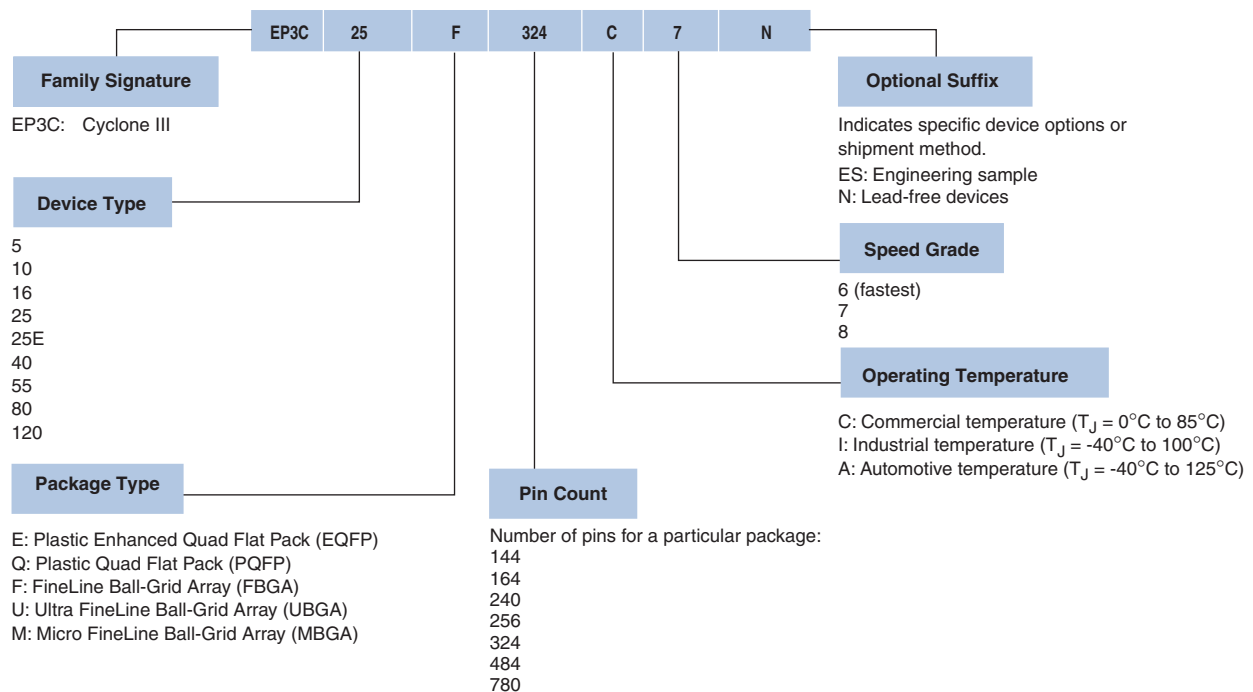 EP3C 25 F 324 C 7 N
Family Signature
EP3C: Cyclone III
Device Type
5
10
16
25
25E
40
55
80
120
Package Type
E: Plastic Enhanced Quad Flat Pack (EQFP)
Q: Plastic Quad Flat Pack (PQFP)
F: FineLine Ball-Grid Array (FBGA)
U: Ultra FineLine Ball-Grid Array (UBGA)
M: Micro FineLine Ball-Grid Array (MBGA)
Pin Count
Number of pins for a particular package:
144
164
240
256
324
484
780
Optional Suffix
Indicates specific device options or
shipment method.
ES: Engineering sample
N: Lead-free devices
Speed Grade
6 (fastest)
7
8
Operating Temperature
C: Commercial temperature (TJ = 0°C to 85°C)
I: Industrial temperature (TJ = -40°C to 100°C)
A: Automotive temperature (TJ = -40°C to 125°C)